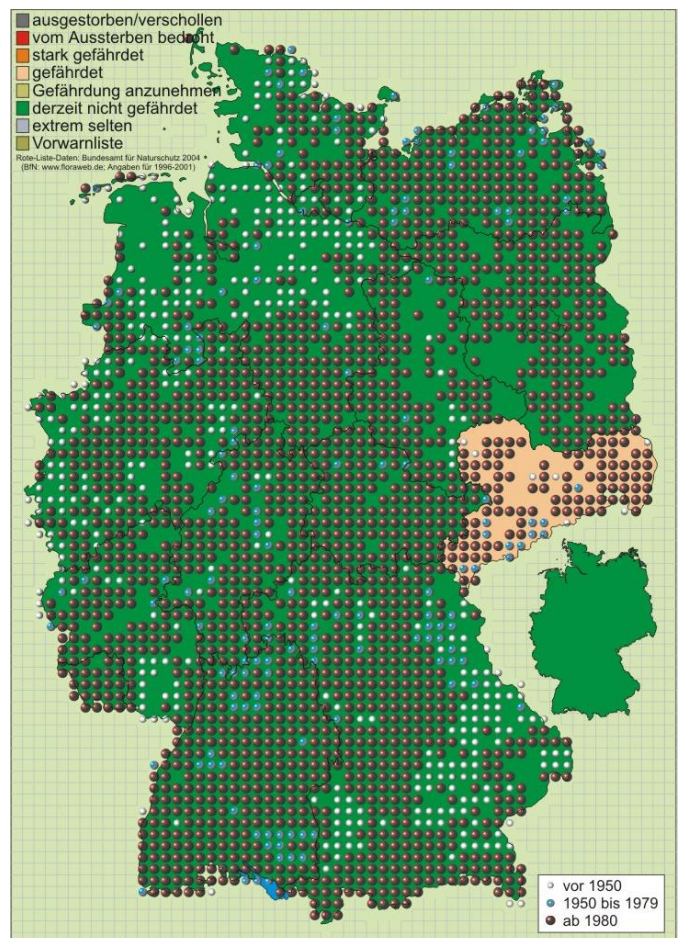 ausgestorben/verschollen
vom Aussterben bedroht
stark gefährdet
gefährdet
Gefährdung anzunehmen
derzeit nicht gefährdet
extrem selten
Vorwarnliste
Rote-Liste-Daten: Bundesamt für Naturschutz 2004
(BfN: www.floraweb.de; Angaben für 1996-2001)
vor 1950
1950 bis 1979
ab 1980